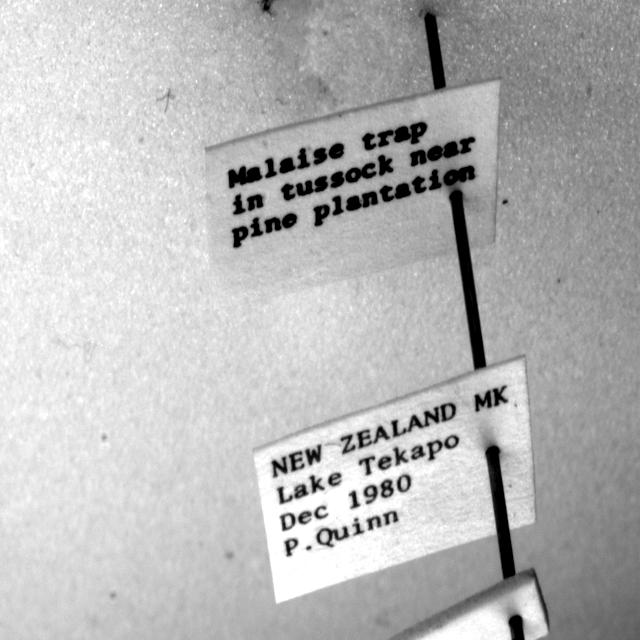 Malaise trap
in tussock near
pine plantation
NEW ZEALAND MK
Lake Tekapo
Dec 1980
P.Quinn